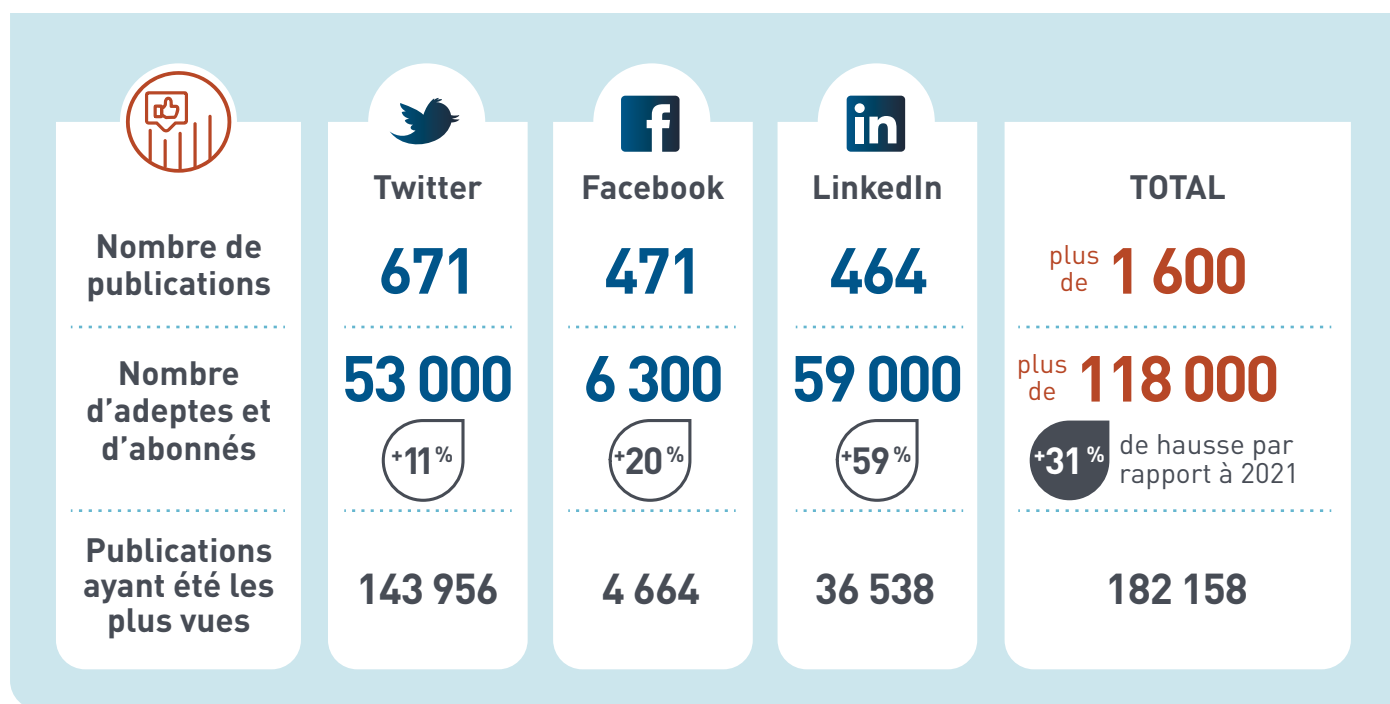 Twitter
Facebook
in
LinkedIn
TOTAL
Nombre de
publications
671
471
464
plus
de
1 600
Nombre
d’adeptes et
d’abonnés
53 000
+11 %
6 300
+20 %
59 000
+59 %
plus
de
118 000
+31 %
de hausse par
rapport à 2021
Publications
ayant été les
plus vues
143 956
4 664
36 538
182 158